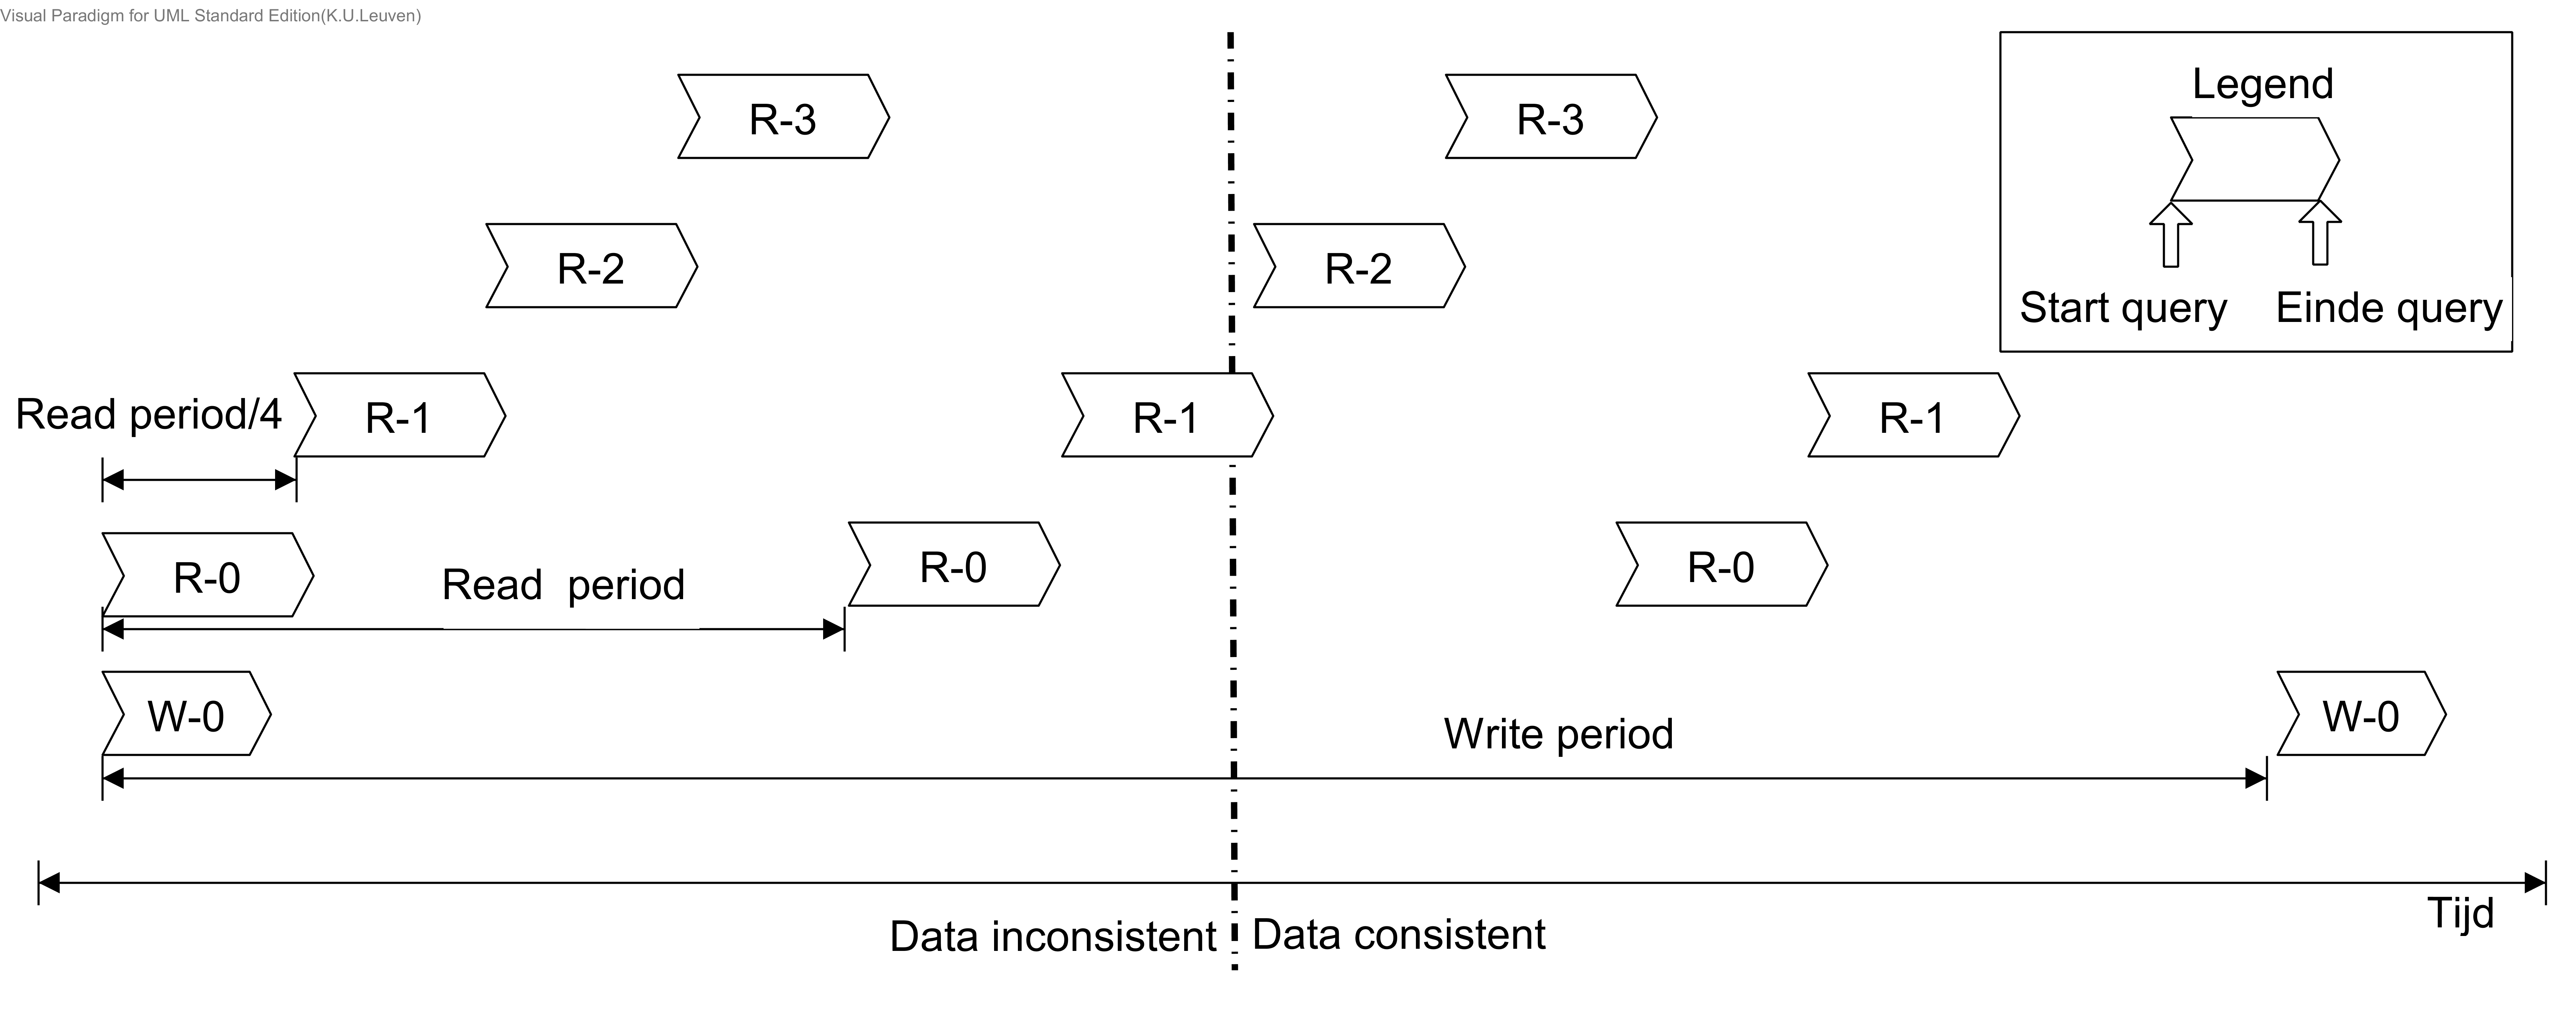 Visual Paradigm for UML Standard Edition(K.U.Leuven)
R-3
R-3
Legend
Start query
Einde query
R-2
R-2
Read period/4
R-1
R-1
R-1
R-0
Read  period
R-0
R-0
W-0
Write period
W-0
Tijd
Data inconsistent
Data consistent